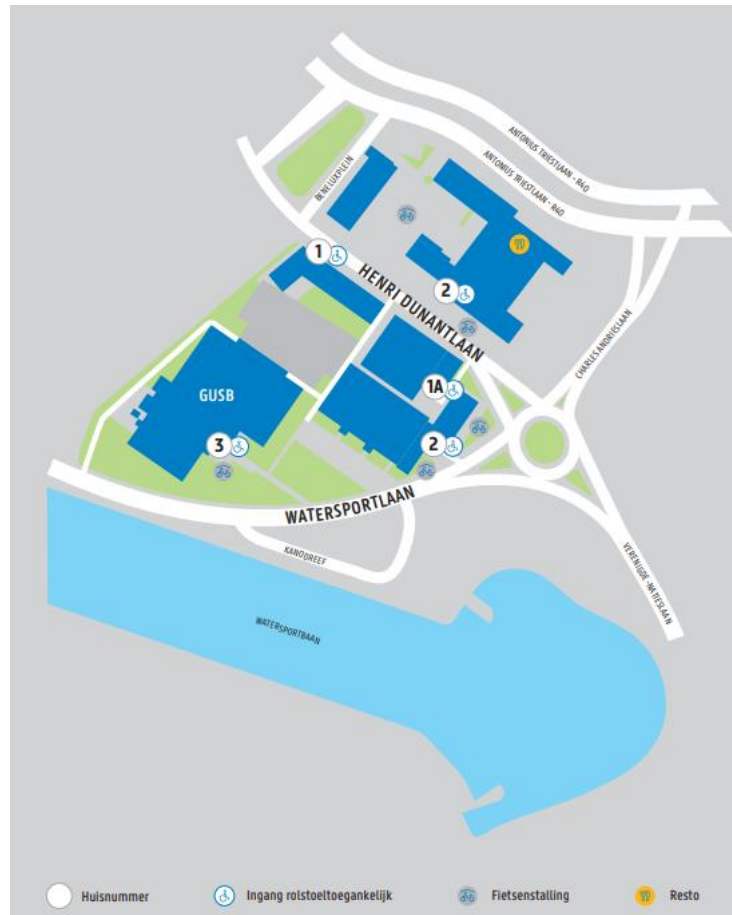 ANTONIUS TRIESTLAAN - R40
ANTONIUS TRIESTLAAN - R40
BENELUXPLEIN
1
HENRI DUNANTLAAN
2
CHARLES ANDRIESLAAN
1A
GUSB
3
2
WATERSPORTLAAN
KANODREEF
VERENIGDE-NATIESLAAN
WATERSPORTBAAN
Huisnummer
Ingang rolstoeltoegankelijk
Fietsenstalling
Resto